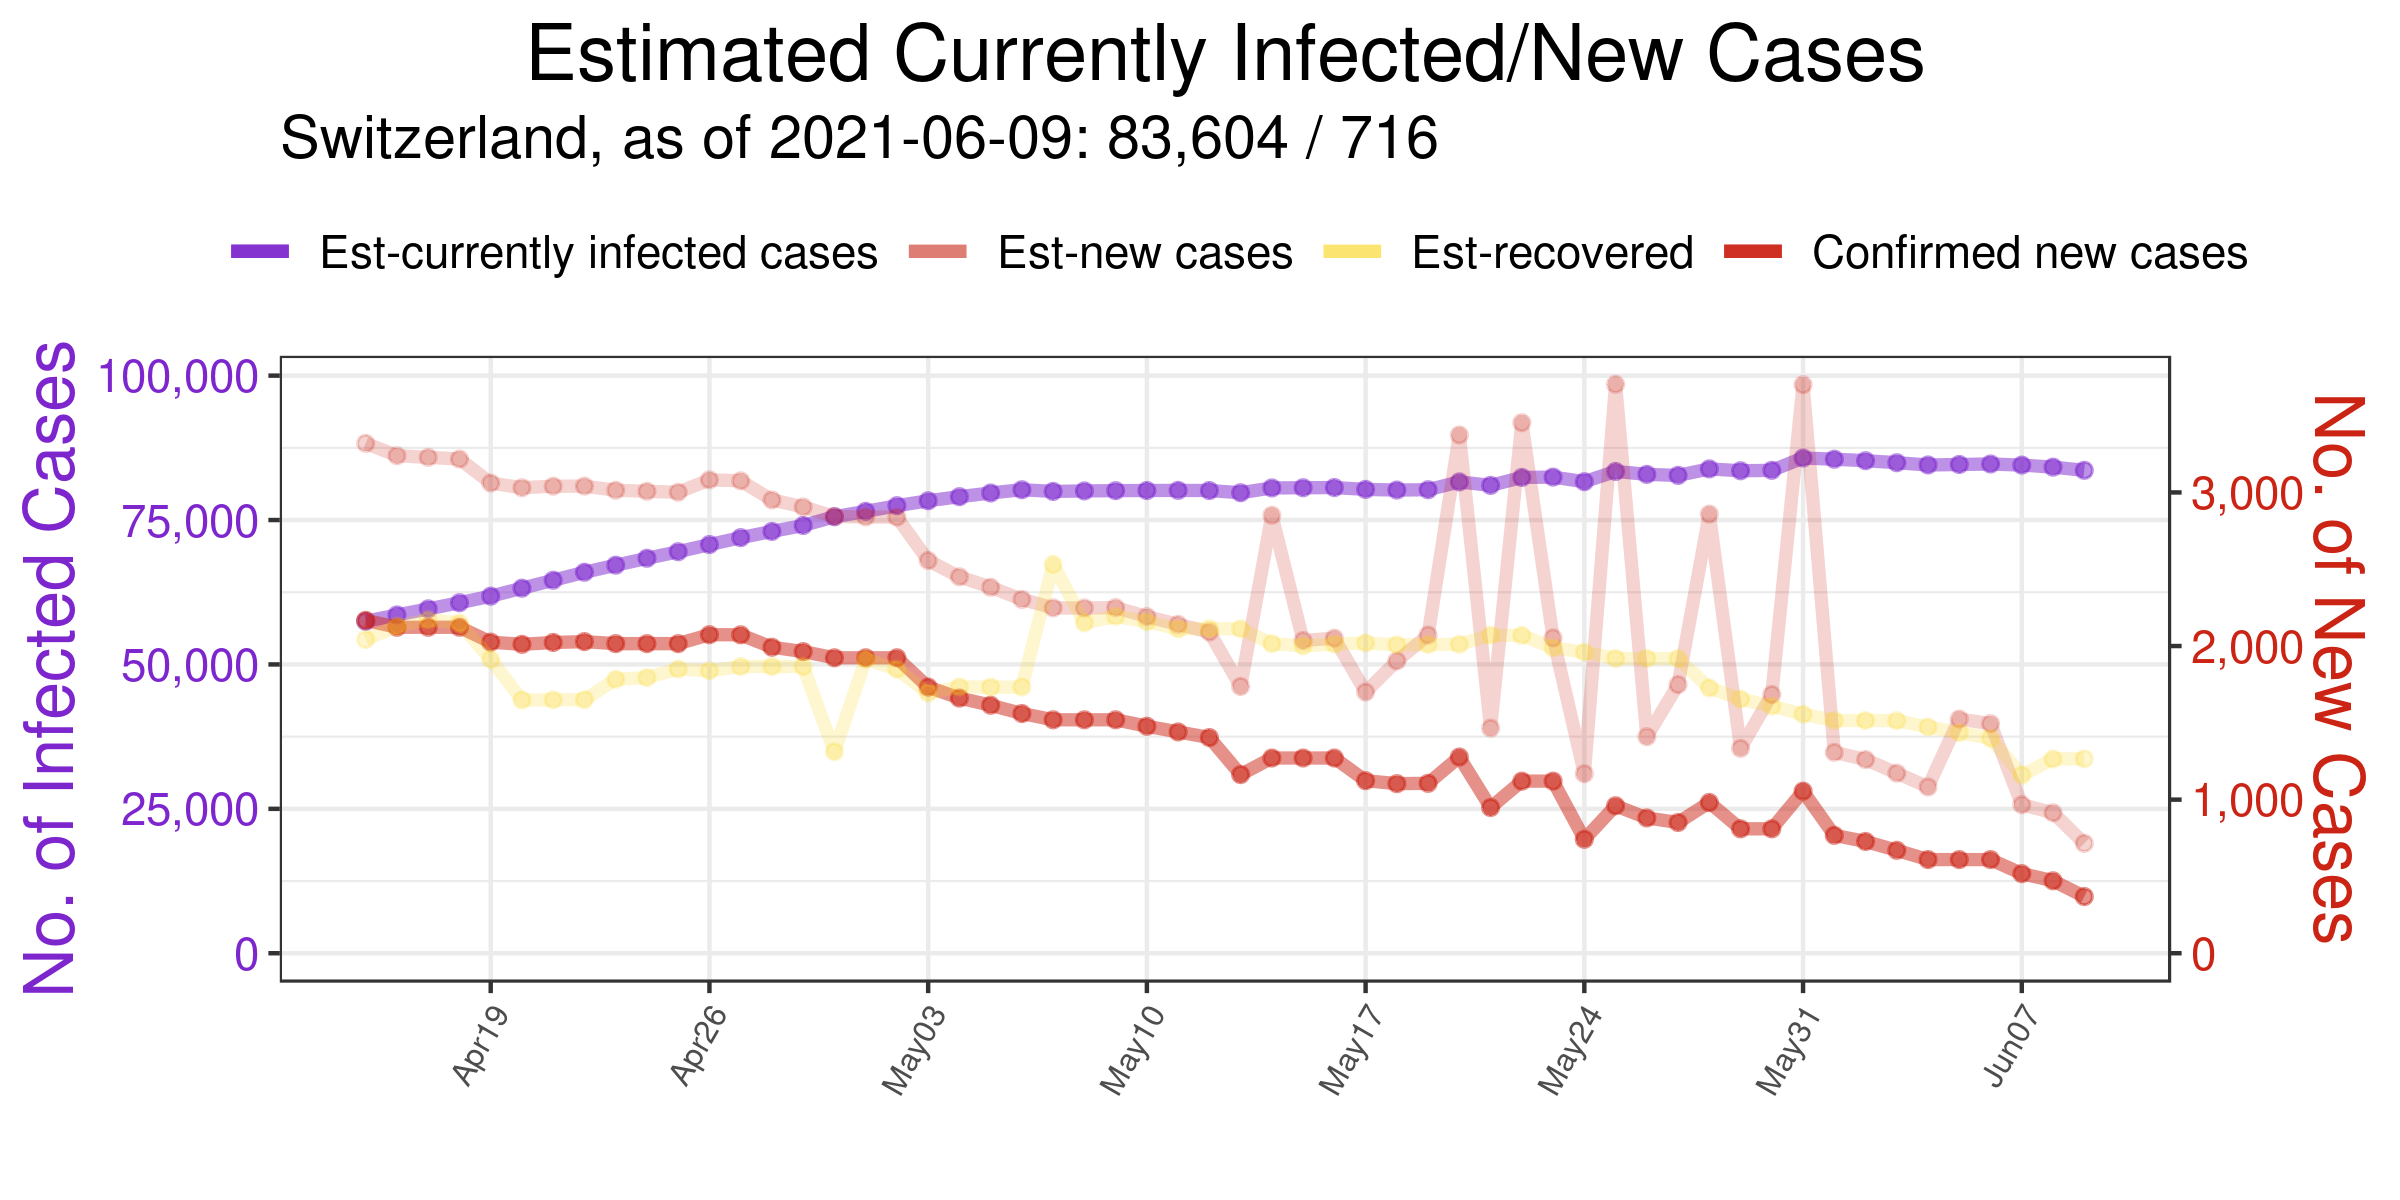 Estimated Currently Infected/New Cases
Switzerland, as of 2021-06-09: 83,604 / 716
Est-currently infected cases Est-new cases Est-recovered Confirmed new cases
No. of Infected Cases
100,000
75,000
50,000
25,000
0
3,000
2,000
1,000
0
No. of New Cases
Apr19 Apr26 May03 May10 May17 May24 May31 Jun07